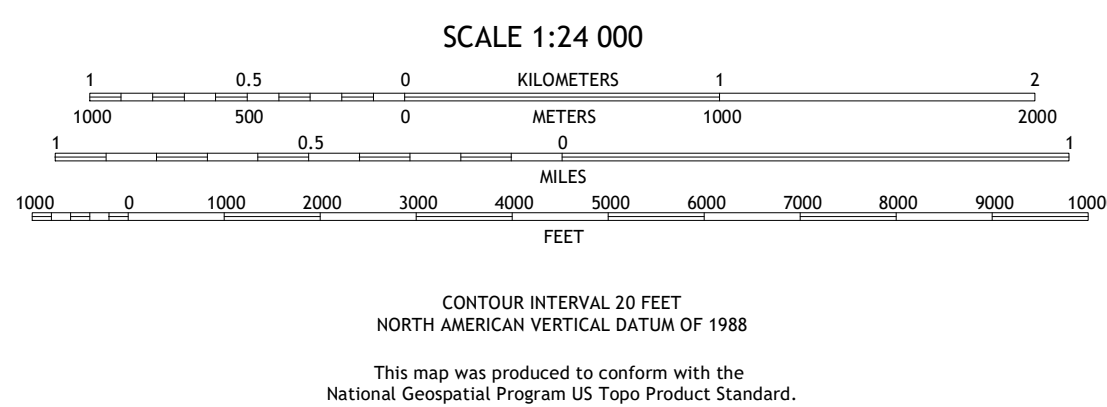 SCALE 1:24 000
1 0.5 0 KILOMETERS 1 2
1000 500 0 METERS 1000 2000
1 0.5 0 1
MILES
1000 0 1000 2000 3000 4000 5000 6000 7000 8000 9000 1000
FEET
CONTOUR INTERVAL 20 FEET
NORTH AMERICAN VERTICAL DATUM OF 1988
This map was produced to conform with the
National Geospatial Program US Topo Product Standard.